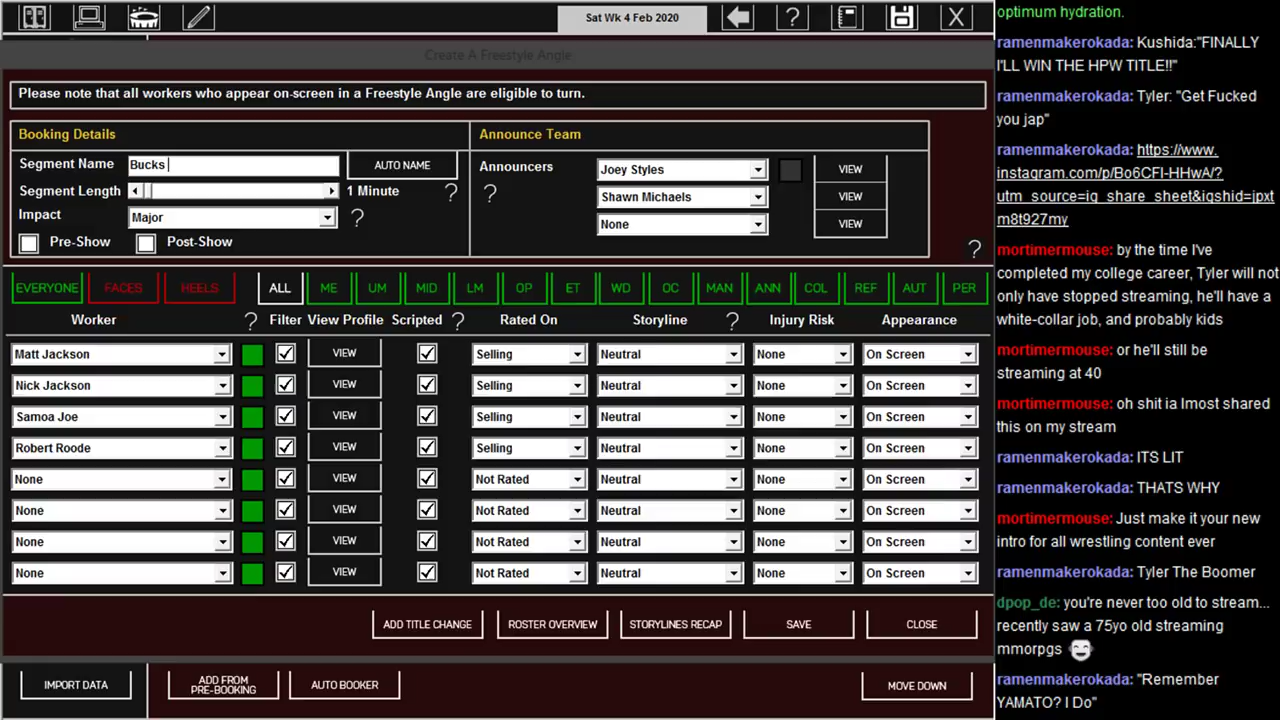 Sat Wk 4 Feb 2020
Create A Freestyle Angle
Please note that all workers who appear on-screen in a Freestyle Angle are eligible to turn.
Booking Details
Segment Name Bucks AUTO NAME
Segment Length 1 Minute ?
Impact Major ?
Pre-Show Post-Show
Announce Team
Announcers Joey Styles VIEW
? Shawn Michaels VIEW
None VIEW
?
EVERYONE FACES HEELS ALL ME UM MID LM OP ET WD OC MAN ANN COL REF AUT PER
Worker ? Filter View Profile Scripted ? Rated On Storyline ? Injury Risk Appearance
Matt Jackson VIEW Selling Neutral None On Screen
Nick Jackson VIEW Selling Neutral None On Screen
Samoa Joe VIEW Selling Neutral None On Screen
Robert Roode VIEW Selling Neutral None On Screen
None VIEW Not Rated Neutral None On Screen
None VIEW Not Rated Neutral None On Screen
None VIEW Not Rated Neutral None On Screen
None VIEW Not Rated Neutral None On Screen
ADD TITLE CHANGE ROSTER OVERVIEW STORYLINES RECAP SAVE CLOSE
IMPORT DATA ADD FROM PRE-BOOKING AUTO BOOKER MOVE DOWN
optimum hydration.
ramenmakerokada: Kushida:"FINALLY
I'LL WIN THE HPW TITLE!!"
ramenmakerokada: Tyler: "Get Fucked
you jap"
ramenmakerokada: https://www.
instagram.com/p/Bo6CFl-HHwA/?
utm_source=ig_share_sheet&igshid=jpxt
m8t927my
mortimermouse: by the time I've
completed my college career, Tyler will not
only have stopped streaming, he'll have a
white-collar job, and probably kids
mortimermouse: or he'll still be
streaming at 40
mortimermouse: oh shit ia lmost shared
this on my stream
ramenmakerokada: ITS LIT
ramenmakerokada: THATS WHY
mortimermouse: Just make it your new
intro for all wrestling content ever
ramenmakerokada: Tyler The Boomer
dpop_de: you're never too old to stream...
recently saw a 75yo old streaming
mmorpgs
ramenmakerokada: "Remember
YAMATO? I Do"